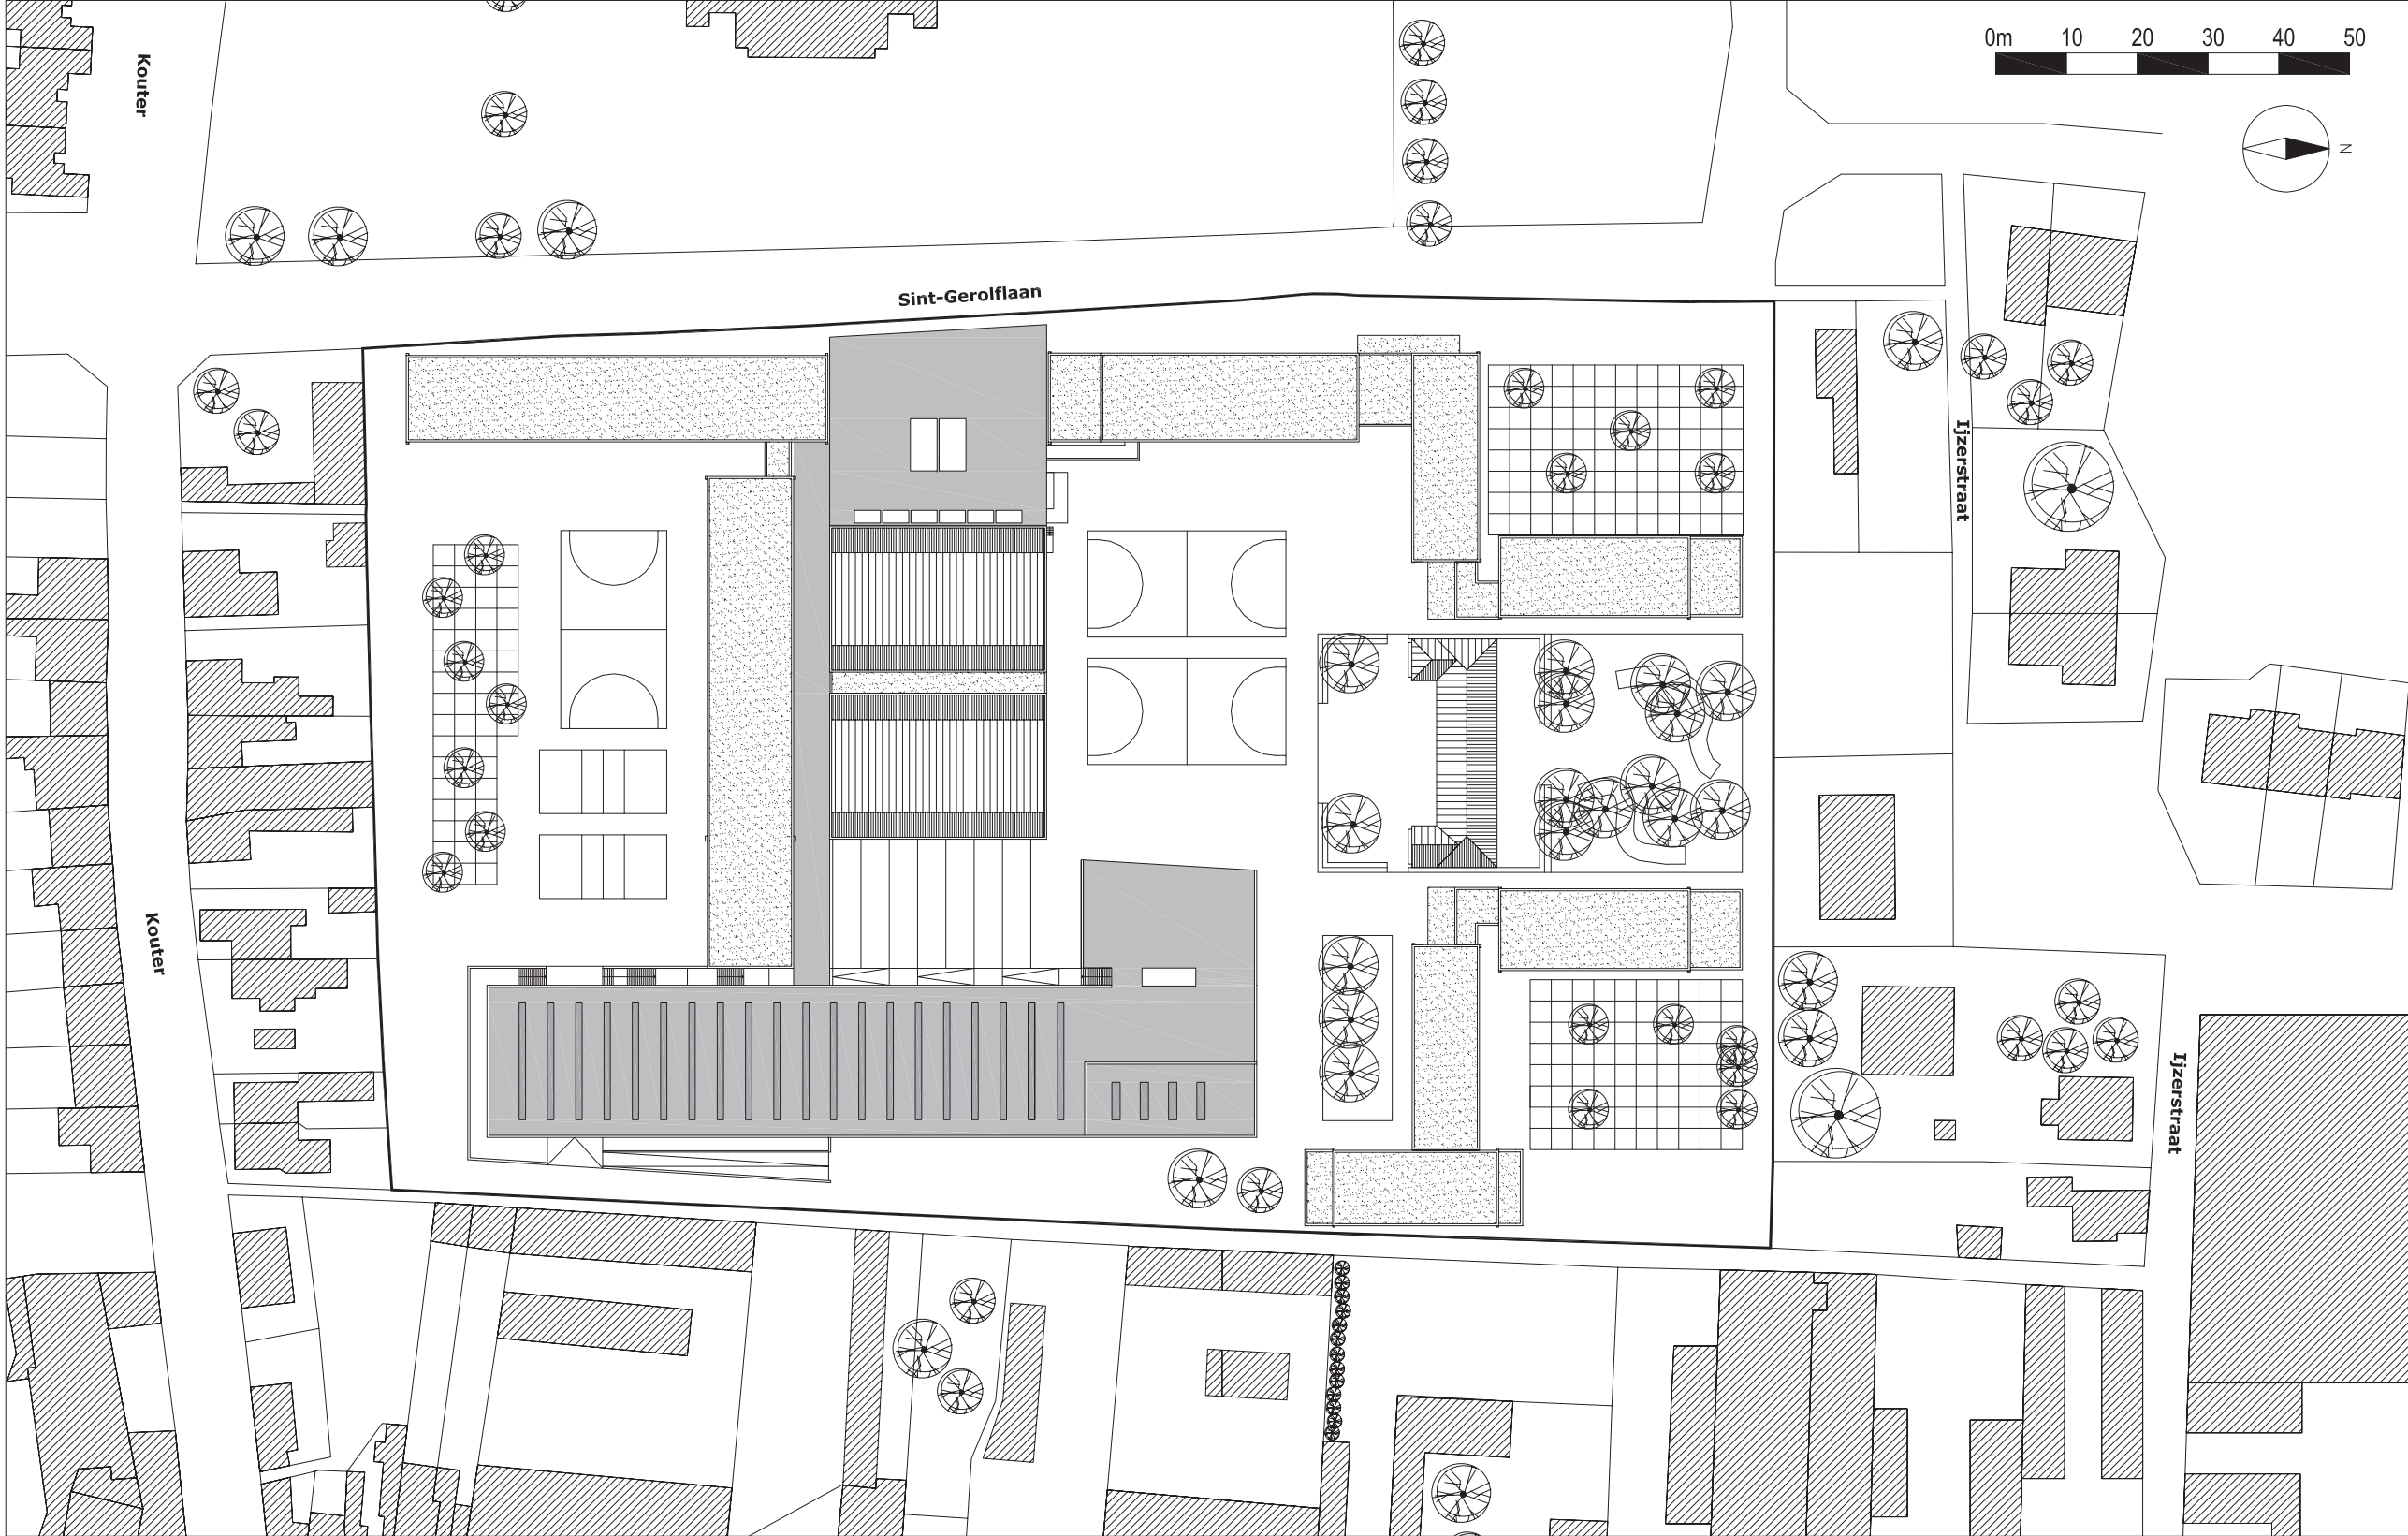 Kouter
0m 10 20 30 40 50
N
Sint-Gerolflaan
Ijzerstraat
Kouter
Ijzerstraat